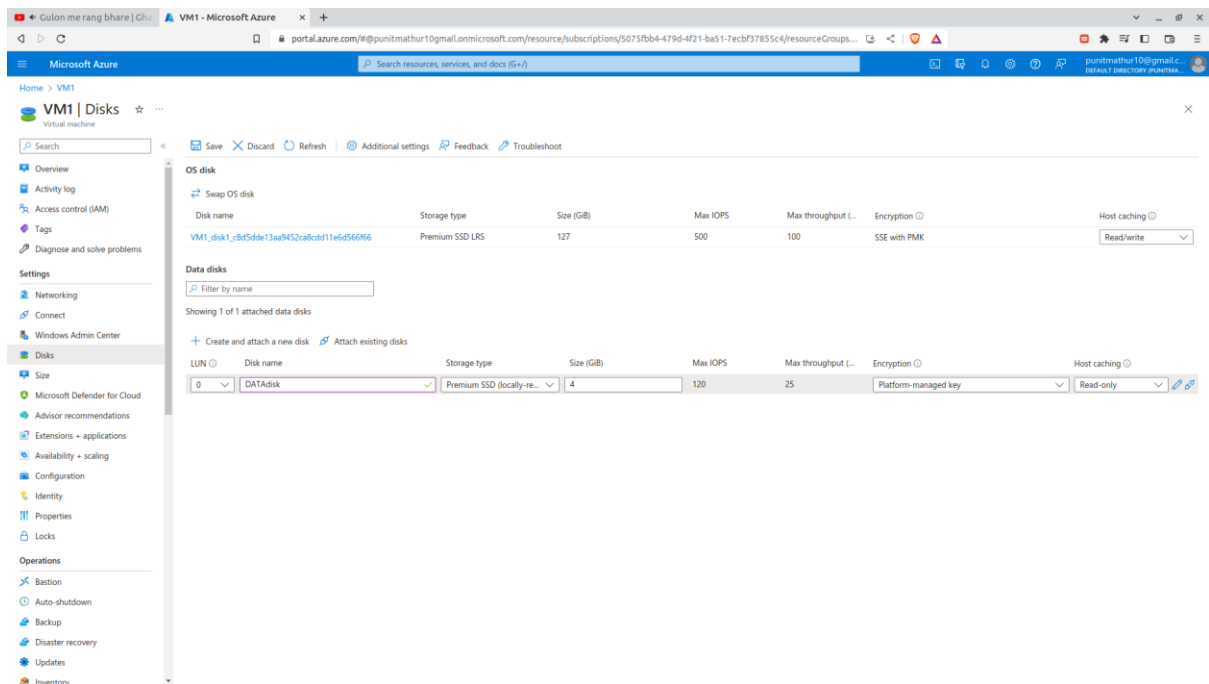 Gulon me rang bhare | Gha
VM1 - Microsoft Azure
portal.azure.com/#@punitmathur10gmail.onmicrosoft.com/resource/subscriptions/5075fbb4-479d-4f21-ba51-7ecbf37855c4/resourceGroups...
Microsoft Azure
Search resources, services, and docs (G+/)
punitmathur10@gmail.c...
DEFAULT DIRECTORY (PUNITMA...
Home > VM1
VM1 | Disks
Virtual machine
Search
Save Discard Refresh Additional settings Feedback Troubleshoot
Overview
Activity log
Access control (IAM)
Tags
Diagnose and solve problems
Settings
Networking
Connect
Windows Admin Center
Disks
Size
Microsoft Defender for Cloud
Advisor recommendations
Extensions + applications
Availability + scaling
Configuration
Identity
Properties
Locks
Operations
Bastion
Auto-shutdown
Backup
Disaster recovery
Updates
Inventory
OS disk
Swap OS disk
Disk name Storage type Size (GiB) Max IOPS Max throughput (... Encryption Host caching
VM1_disk1_c8d5dde13aa9452ca8cdd11e6d566f66 Premium SSD LRS 127 500 100 SSE with PMK Read/write
Data disks
Filter by name
Showing 1 of 1 attached data disks
Create and attach a new disk Attach existing disks
LUN Disk name Storage type Size (GiB) Max IOPS Max throughput (... Encryption Host caching
0 DATAdisk Premium SSD (locally-re... 4 120 25 Platform-managed key Read-only